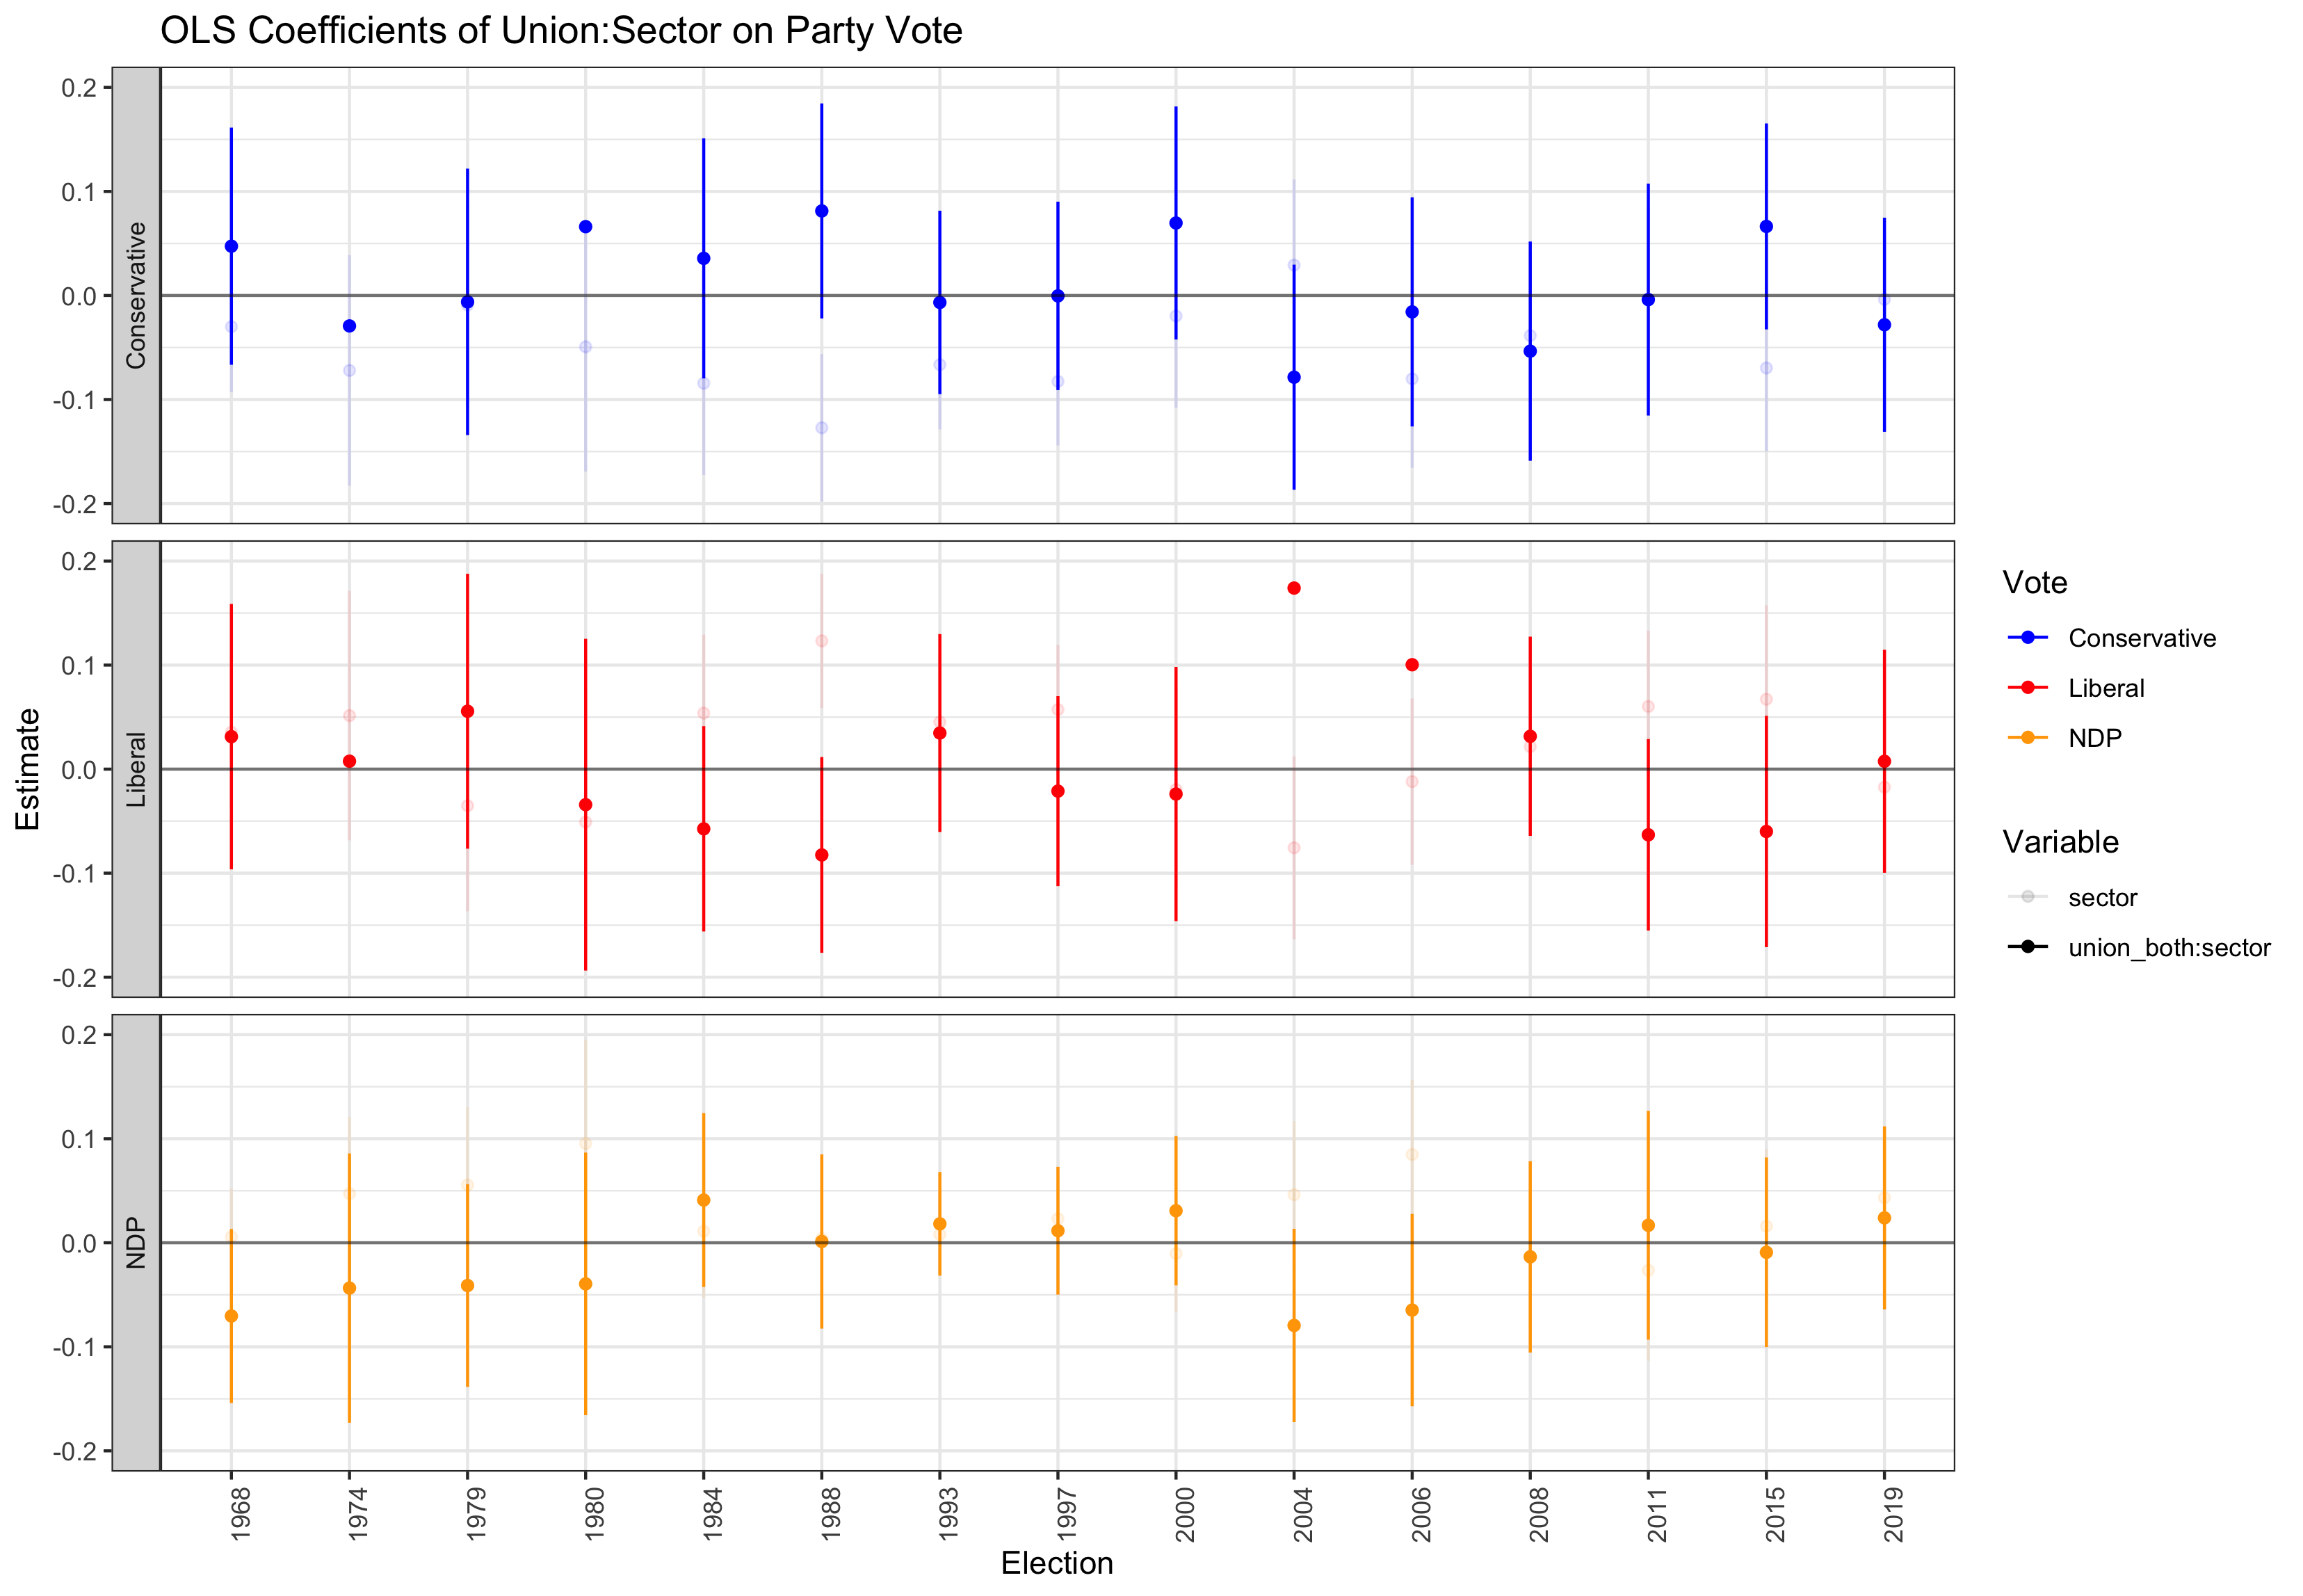 OLS Coefficients of Union:Sector on Party Vote
Conservative
0.2
0.1
0.0
-0.1
-0.2
Liberal
0.2
0.1
0.0
-0.1
-0.2
NDP
0.2
0.1
0.0
-0.1
-0.2
Estimate
1968 1974 1979 1980 1984 1988 1993 1997 2000 2004 2006 2008 2011 2015 2019
Election
Vote
Conservative
Liberal
NDP
Variable
sector
union_both:sector